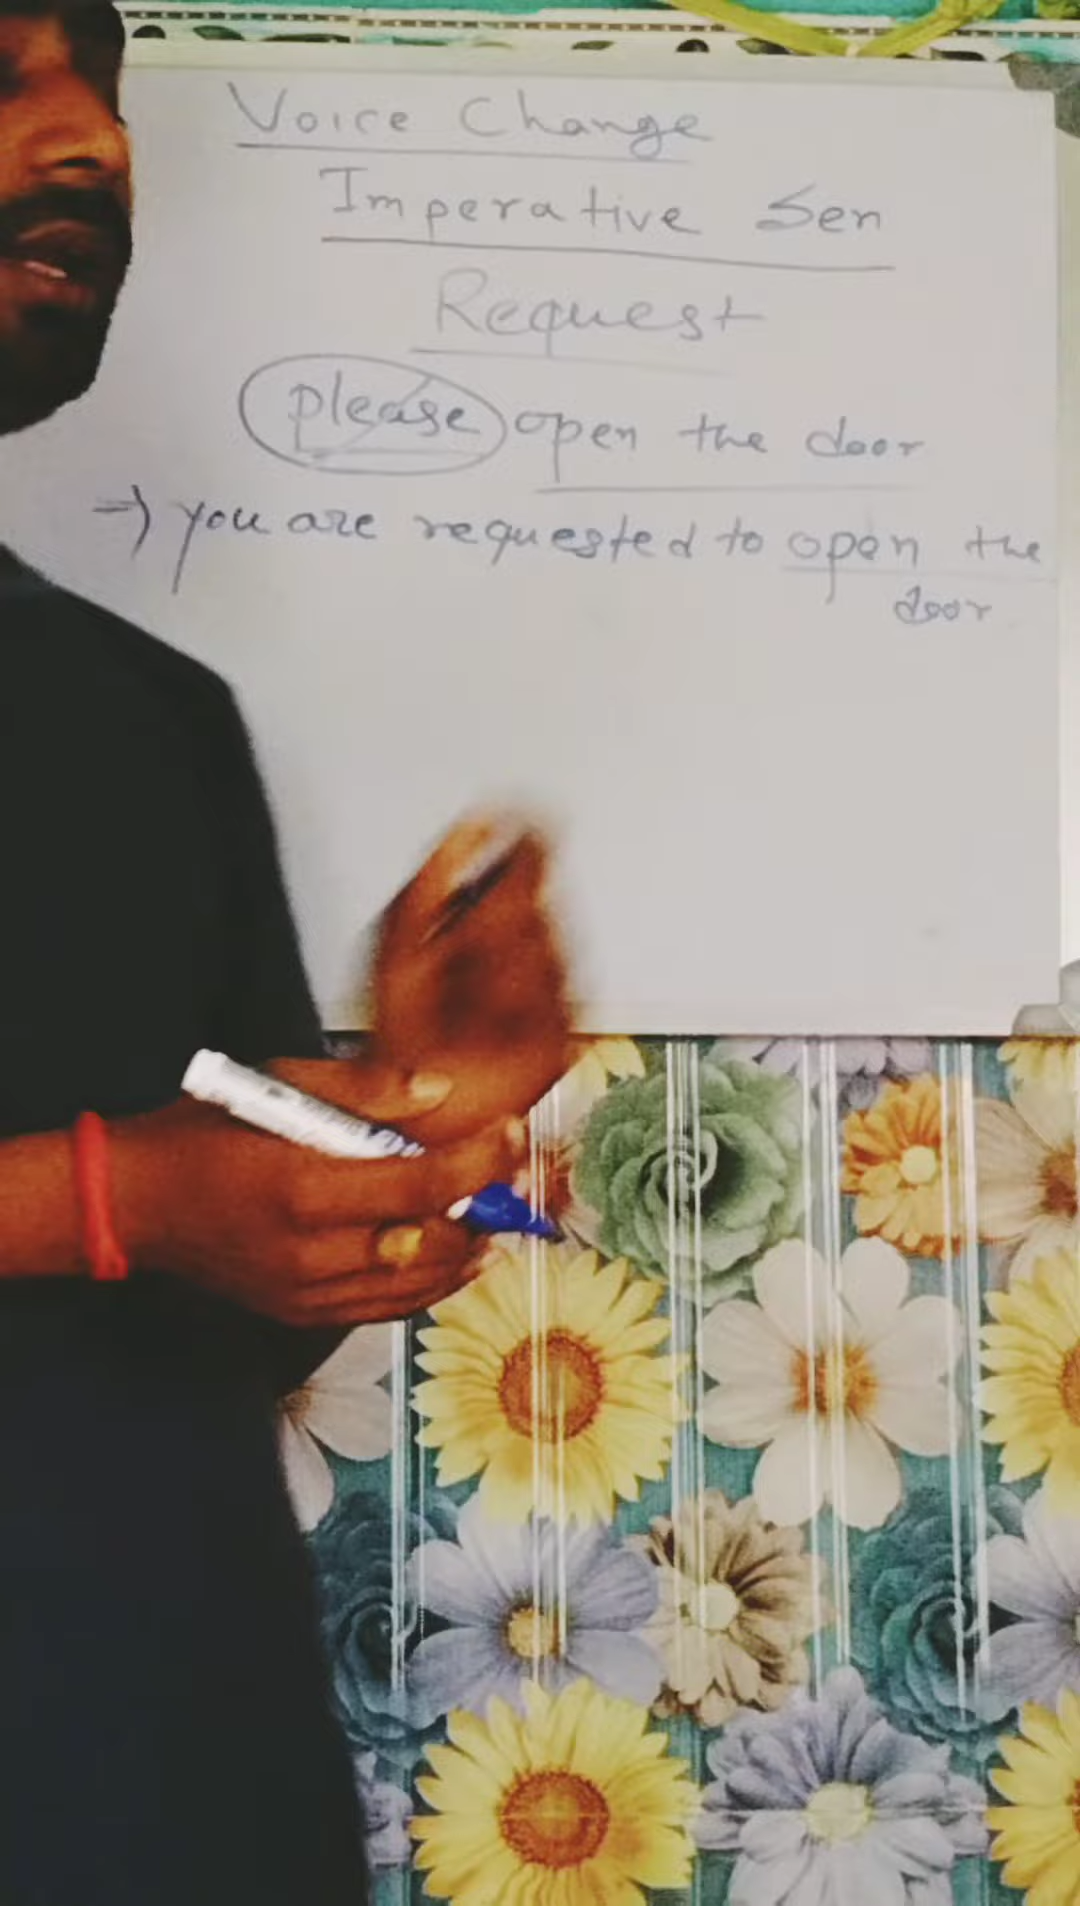 Voice Change
Imperative Sen
Request
please open the door
=) you are requested to open the
door